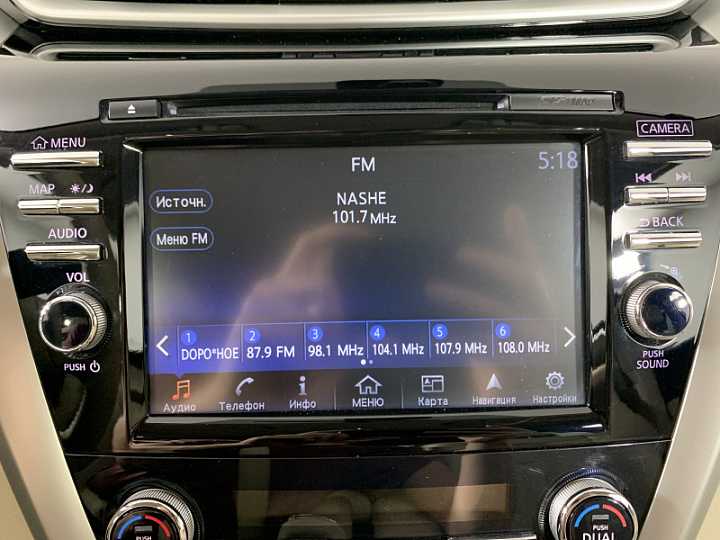 MENU
CAMERA
FM
5:18
MAP
Источн.
NASHE
101.7 MHz
AUDIO
BACK
Меню FM
VOL
1 2 3 4 5 6
DOPO*HOE 87.9 FM 98.1 MHz 104.1 MHz 107.9 MHz 108.0 MHz
PUSH
PUSH
SOUND
Аудио Телефон Инфо МЕНЮ Карта Навигация Настройки
PUSH
PUSH
DUAL